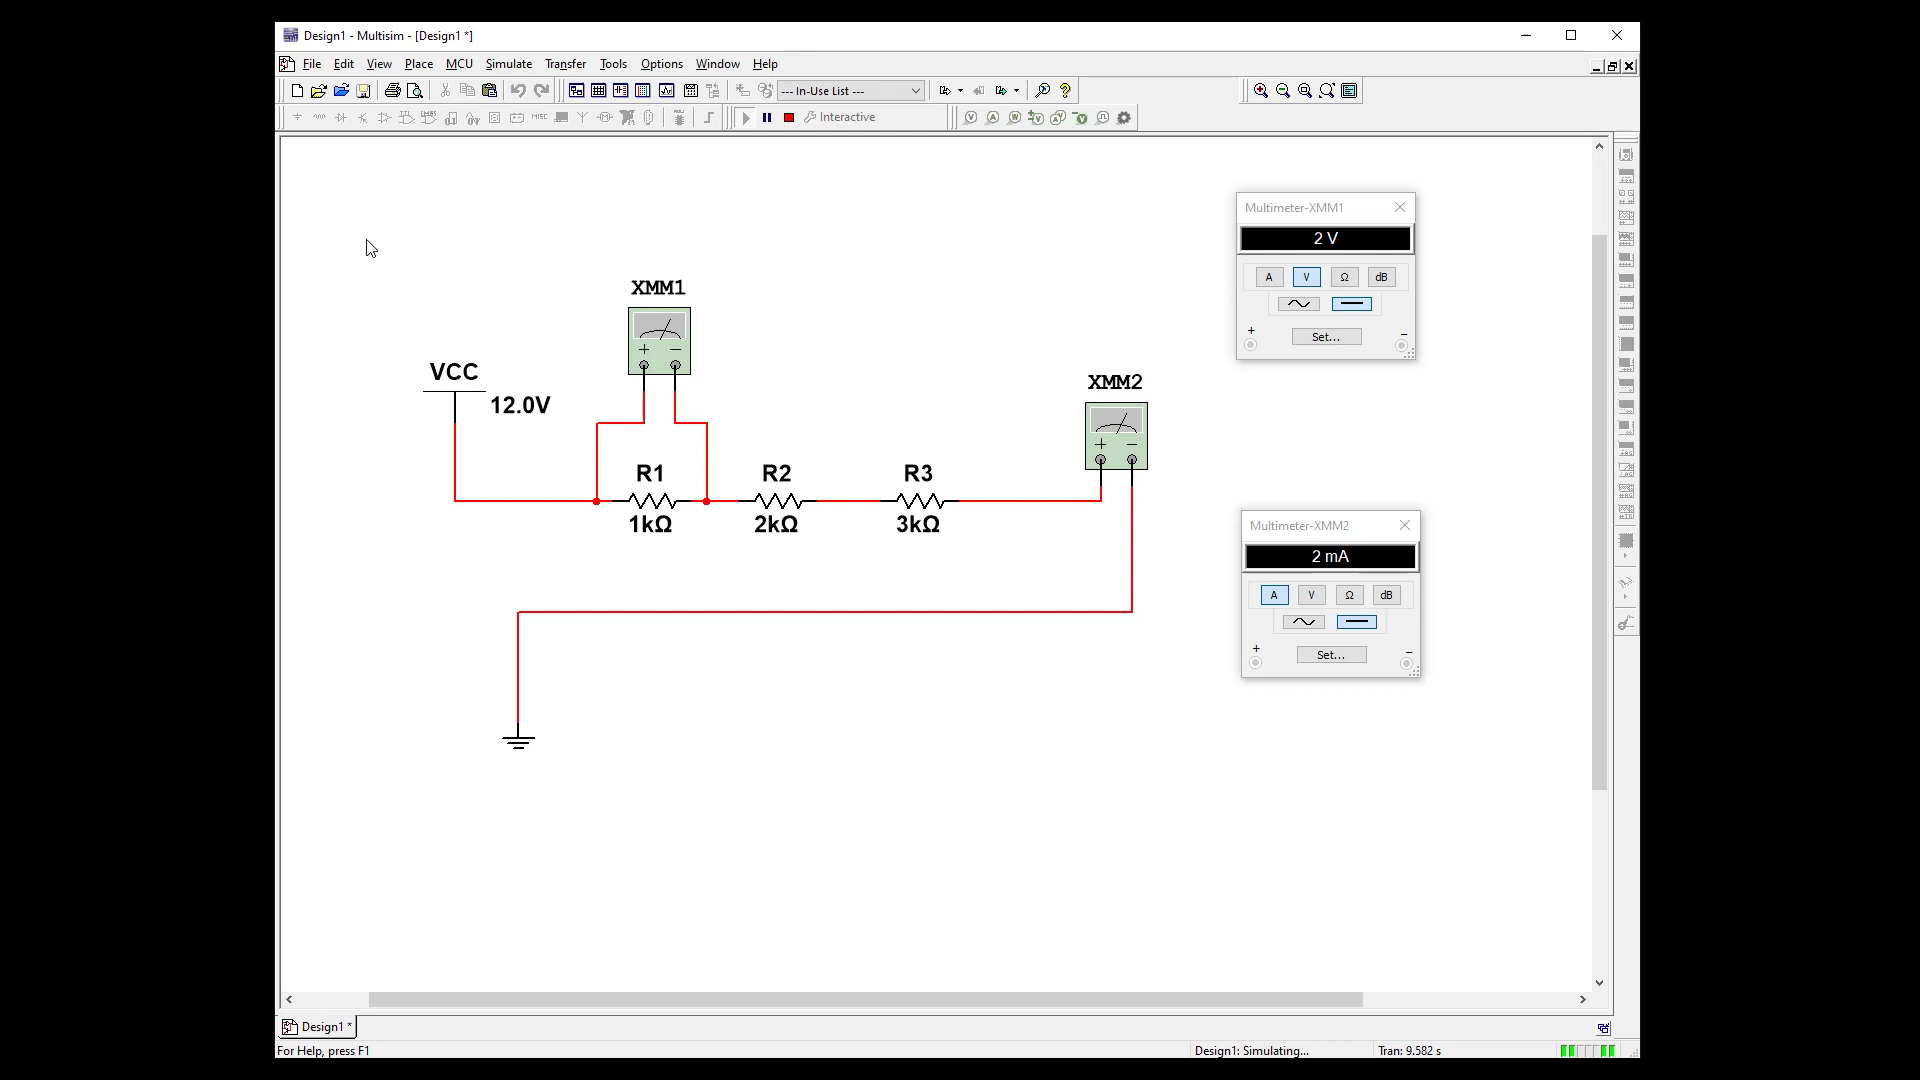 Design1 - Multisim - [Design1 *]
File Edit View Place MCU Simulate Transfer Tools Options Window Help
--- In-Use List ---
MISC Interactive V A W V A V
Multimeter-XMM1
2 V
A V Ω dB
+ −
Set...
XMM1
+ −
VCC
12.0V
XMM2
+ −
R1 R2 R3
1kΩ 2kΩ 3kΩ
Multimeter-XMM2
2 mA
A V Ω dB
+ −
Set...
Design1 *
For Help, press F1 Design1: Simulating... Tran: 9.582 s